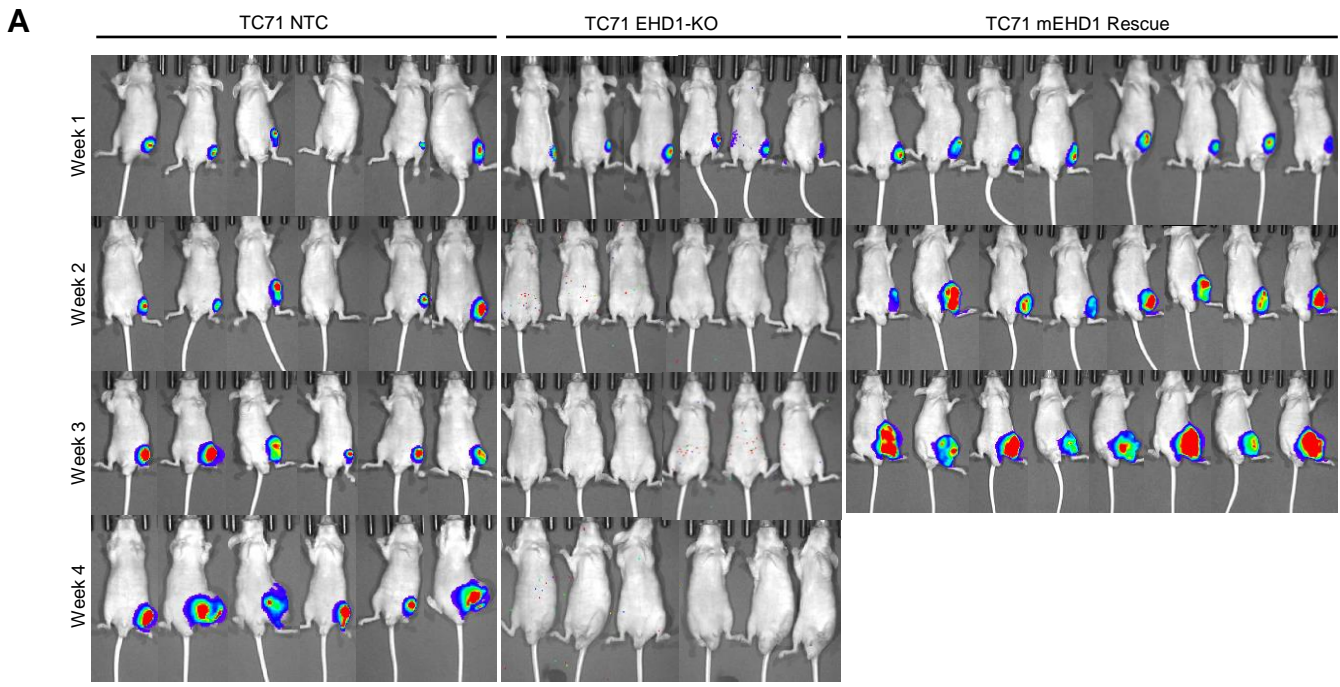 A
TC71 NTC
TC71 EHD1-KO
TC71 mEHD1 Rescue
Week 1
Week 2
Week 3
Week 4